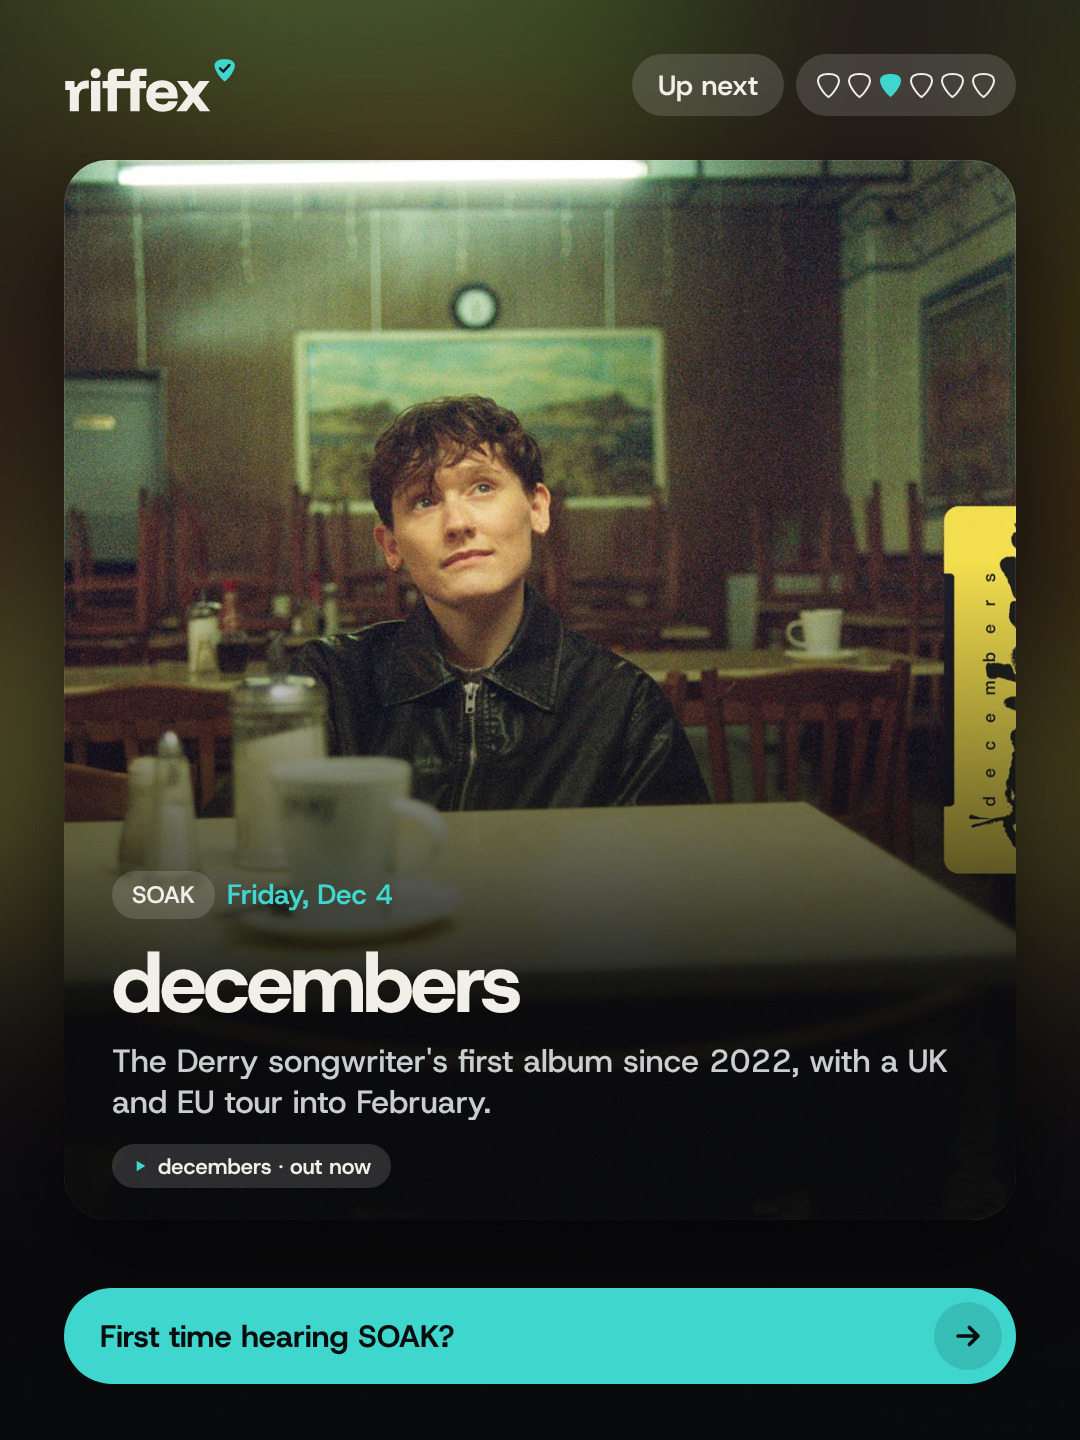 riffex
Up next
decembers
SOAK
Friday, Dec 4
decembers
The Derry songwriter's first album since 2022, with a UK
and EU tour into February.
decembers · out now
First time hearing SOAK?